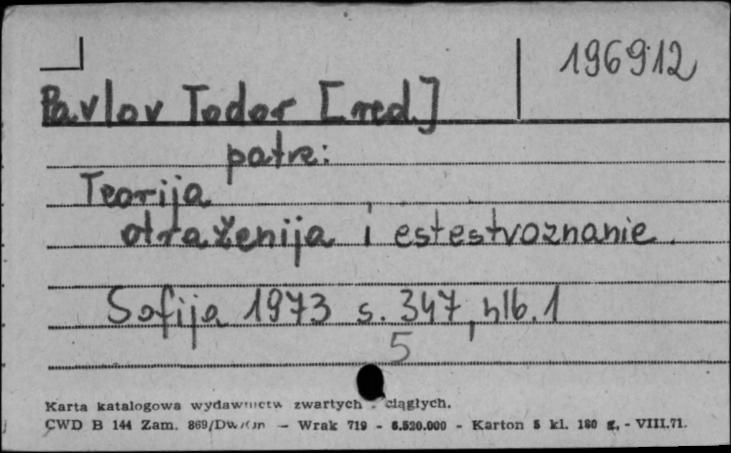 196912
Pavlov Todor [red.]
patrz:
Teorija
otraženija i estestvoznanie.
Sofija 1973 s. 347, nlb. 1
5
Karta katalogowa wydawnictw zwartych i ciągłych.
CWD B 144 Zam. 869/Dw — Wrak 719 - 6.520.000 - Karton 5 kl. 180 g. - VIII.71.